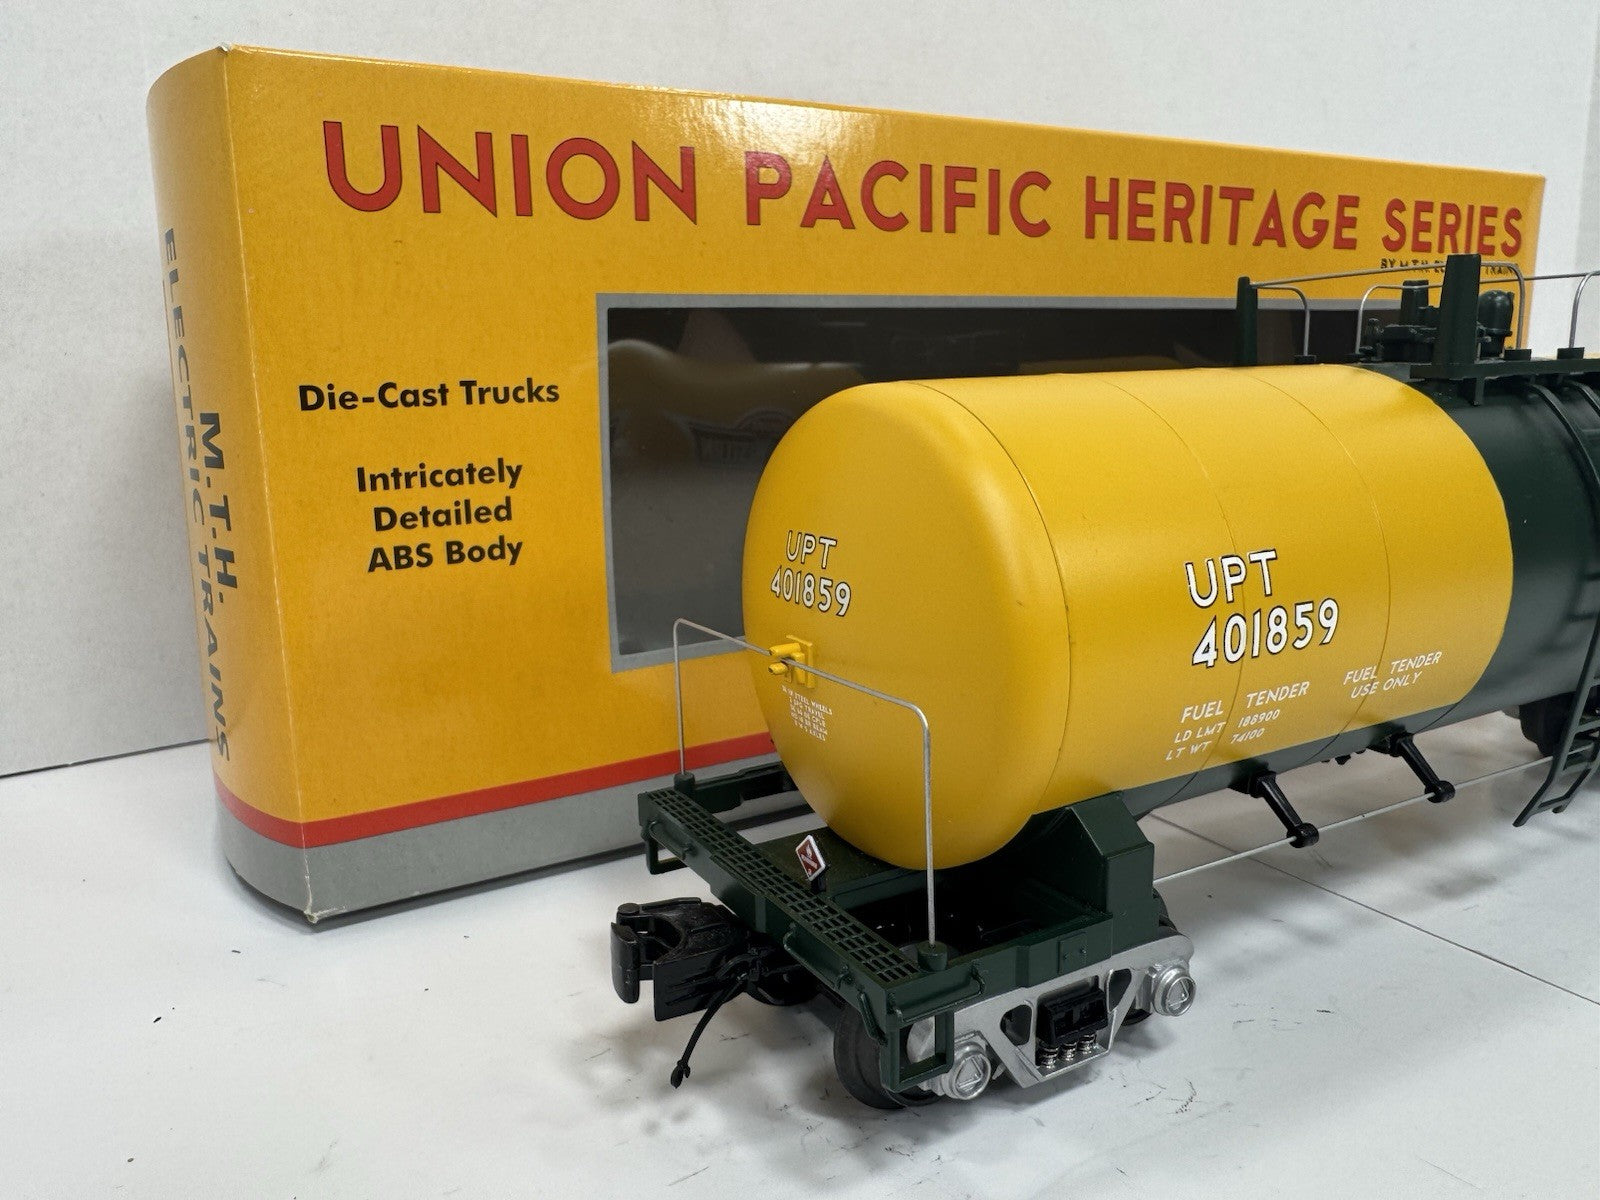 UNION PACIFIC HERITAGE SERIES
BY M.T.H.
Die-Cast Trucks
Intricately
Detailed
ABS Body
M.T.H.
ELECTRIC TRAINS
UPT
401859
UPT
401859
FUEL TENDER
LD LMT 188900
LT WT 74100
FUEL TENDER
USE ONLY